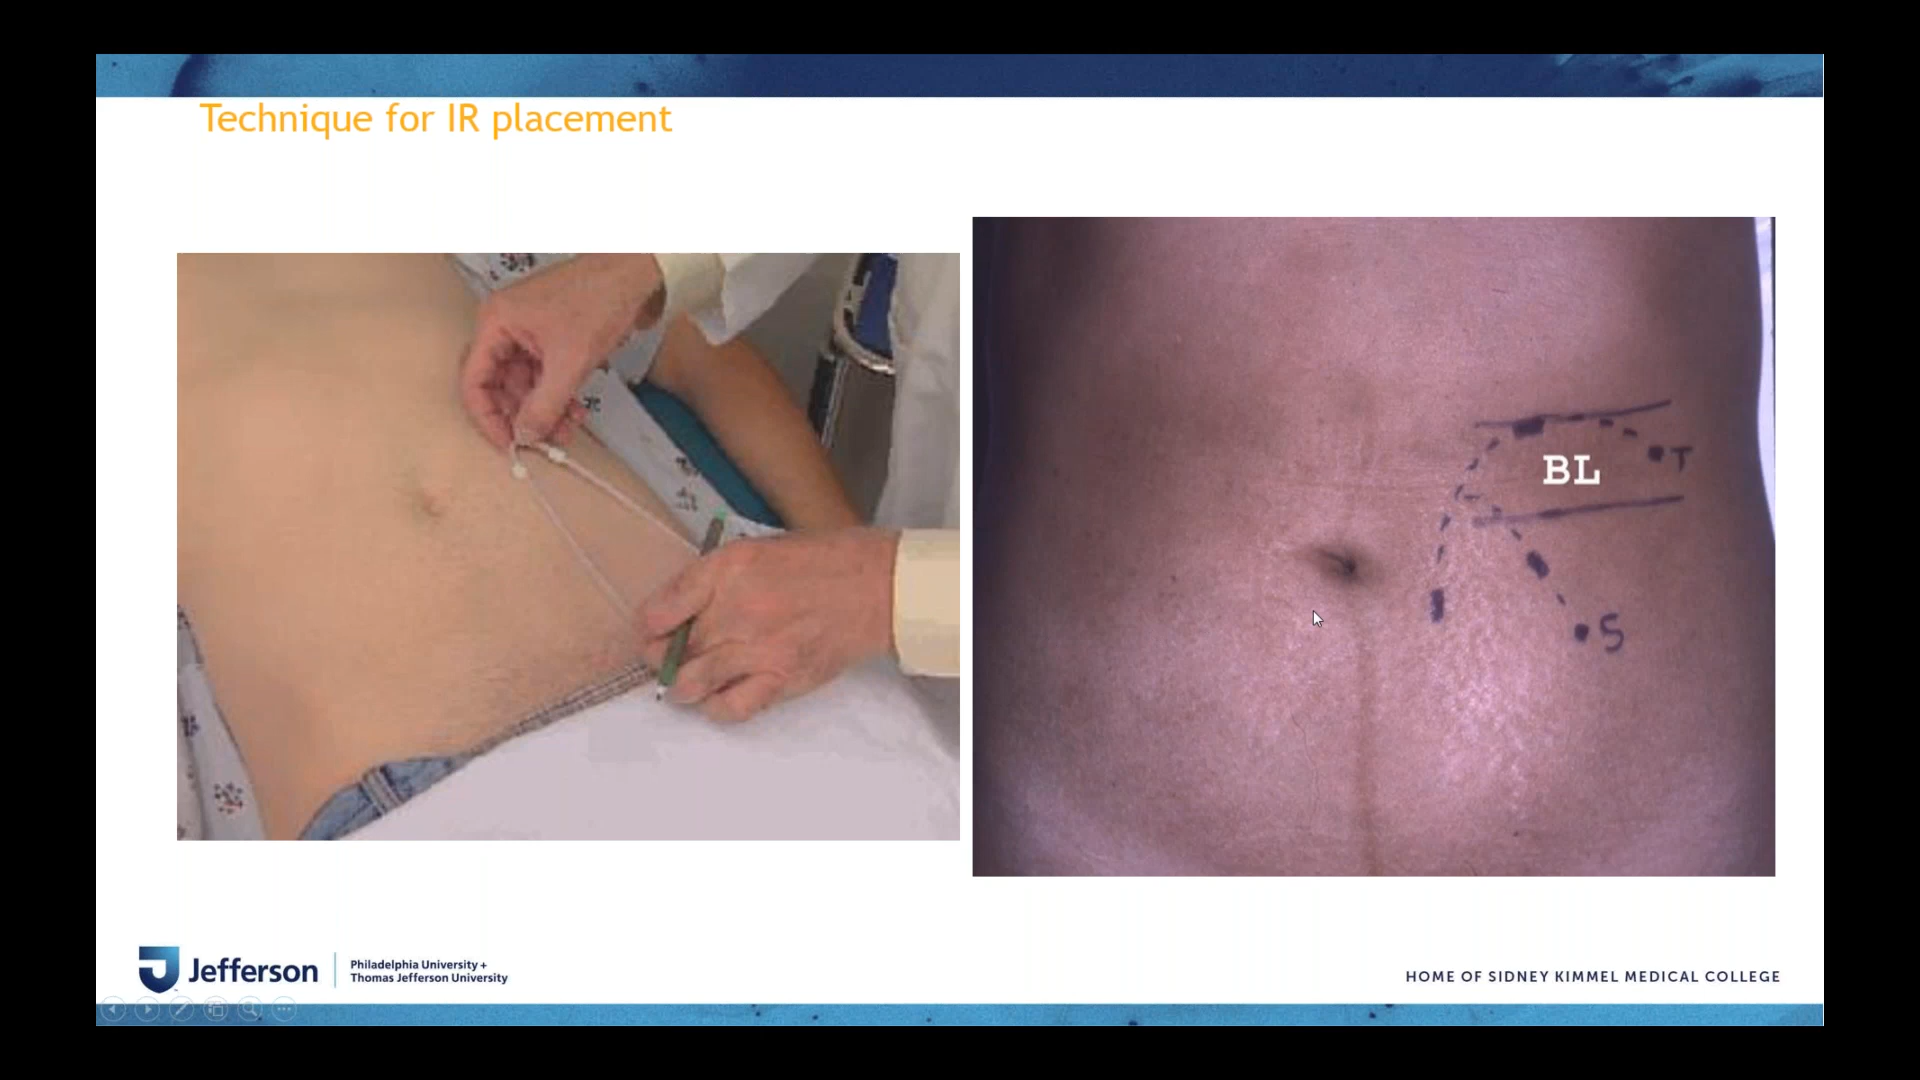 Technique for IR placement
BL
T
S
Jefferson
Philadelphia University +
Thomas Jefferson University
HOME OF SIDNEY KIMMEL MEDICAL COLLEGE